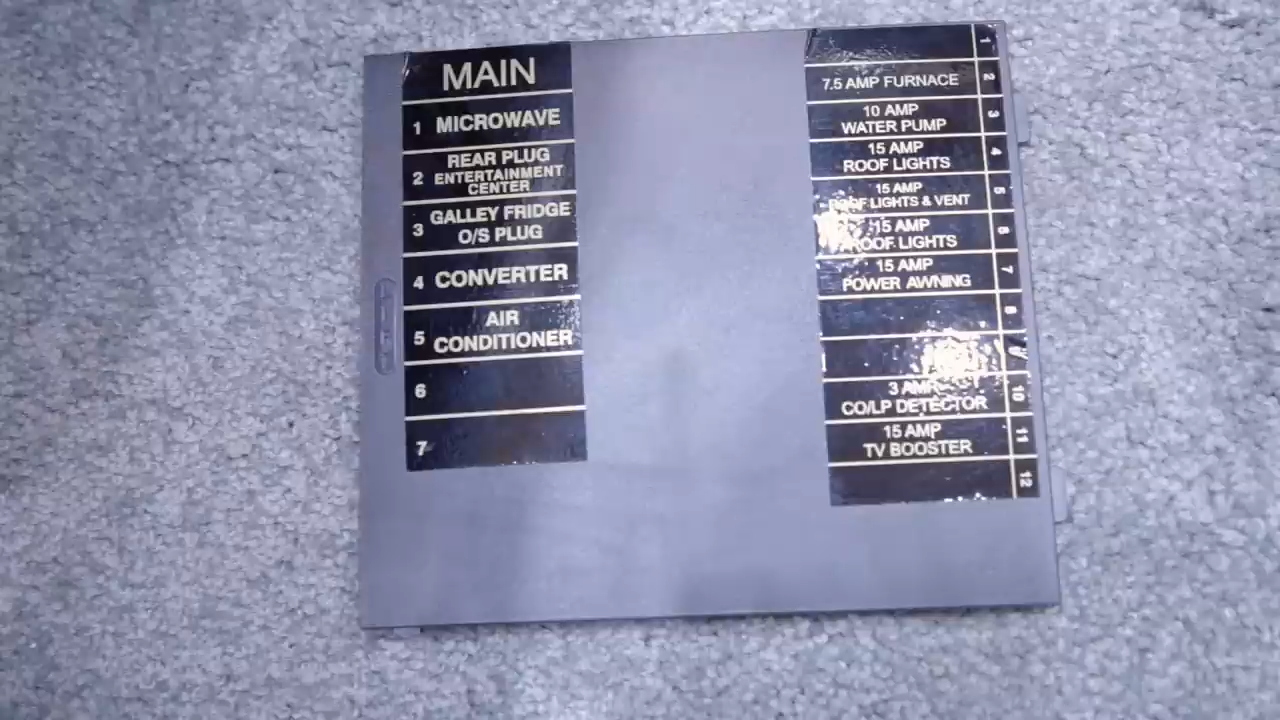 MAIN
1 MICROWAVE
2 REAR PLUG
ENTERTAINMENT
CENTER
3 GALLEY FRIDGE
O/S PLUG
4 CONVERTER
5 AIR
CONDITIONER
6
7
1
7.5 AMP FURNACE 2
10 AMP
WATER PUMP 3
15 AMP
ROOF LIGHTS 4
15 AMP
ROOF LIGHTS & VENT 5
15 AMP
ROOF LIGHTS 6
15 AMP
POWER AWNING 7
8
9
3 AMP
CO/LP DETECTOR 10
15 AMP
TV BOOSTER 11
12